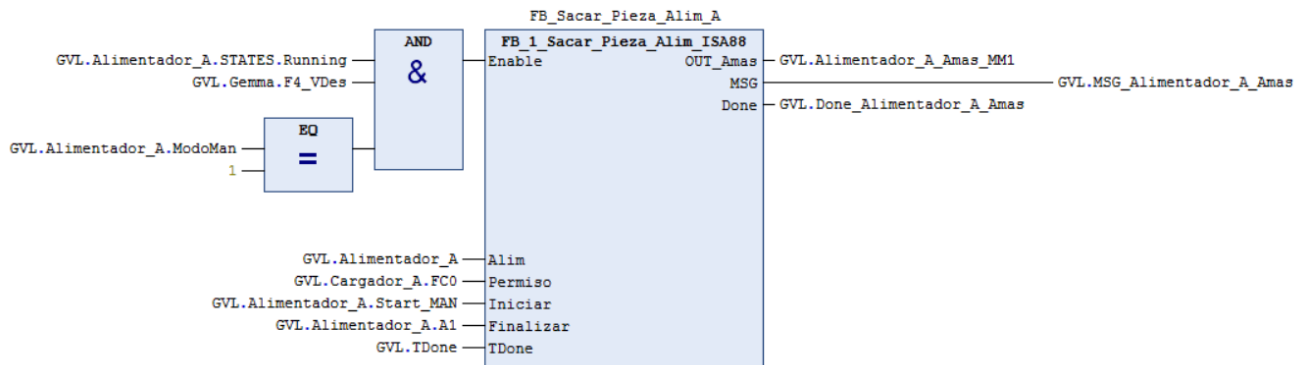 FB_Sacar_Pieza_Alim_A
AND
FB_1_Sacar_Pieza_Alim_ISA88
GVL.Alimentador_A.STATES.Running
&
Enable
OUT_Amas
GVL.Alimentador_A_Amas_MM1
GVL.Gemma.F4_VDes
MSG
GVL.MSG_Alimentador_A_Amas
Done
GVL.Done_Alimentador_A_Amas
EQ
GVL.Alimentador_A.ModoMan
=
1
GVL.Alimentador_A
Alim
GVL.Cargador_A.FC0
Permiso
GVL.Alimentador_A.Start_MAN
Iniciar
GVL.Alimentador_A.A1
Finalizar
GVL.TDone
TDone